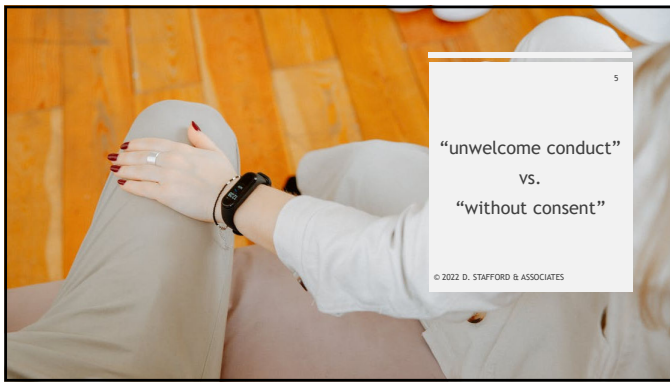 5
“unwelcome conduct”
vs.
“without consent”
© 2022 D. STAFFORD & ASSOCIATES